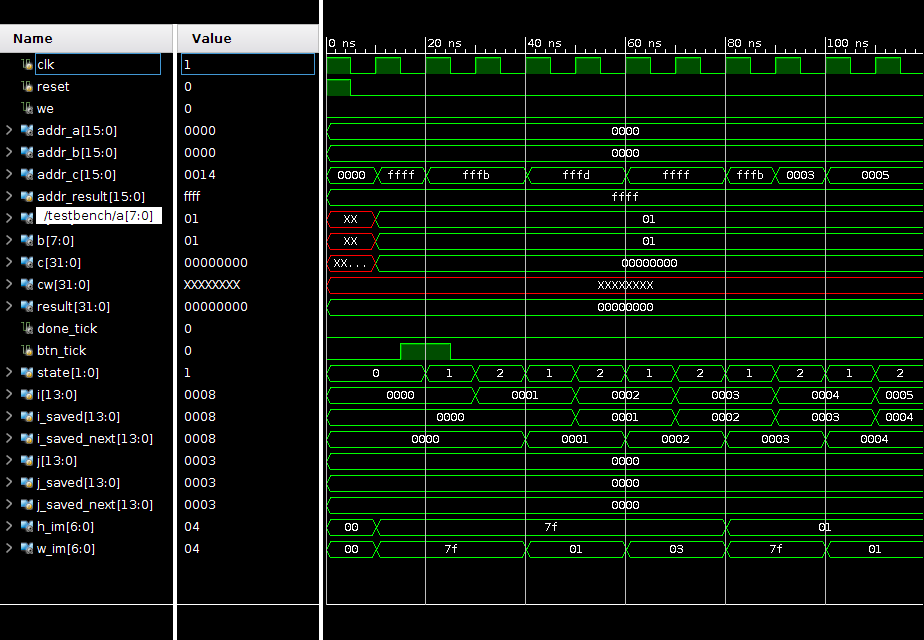 Name Value
0 ns 20 ns 40 ns 60 ns 80 ns 100 ns
clk 1
reset 0
we 0
addr_a[15:0] 0000 0000
addr_b[15:0] 0000 0000
addr_c[15:0] 0014 0000 ffff fffb fffd ffff fffb 0003 0005
addr_result[15:0] ffff ffff
/testbench/a[7:0] 01 XX 01
b[7:0] 01 XX 01
c[31:0] 00000000 XX... 00000000
cw[31:0] XXXXXXXX XXXXXXXX
result[31:0] 00000000 00000000
done_tick 0
btn_tick 0
state[1:0] 1 0 1 2 1 2 1 2 1 2 1 2
i[13:0] 0008 0000 0001 0002 0003 0004 0005
i_saved[13:0] 0008 0000 0001 0002 0003 0004
i_saved_next[13:0] 0008 0000 0001 0002 0003 0004
j[13:0] 0003 0000
j_saved[13:0] 0003 0000
j_saved_next[13:0] 0003 0000
h_im[6:0] 04 00 7f 01
w_im[6:0] 04 00 7f 01 03 7f 01